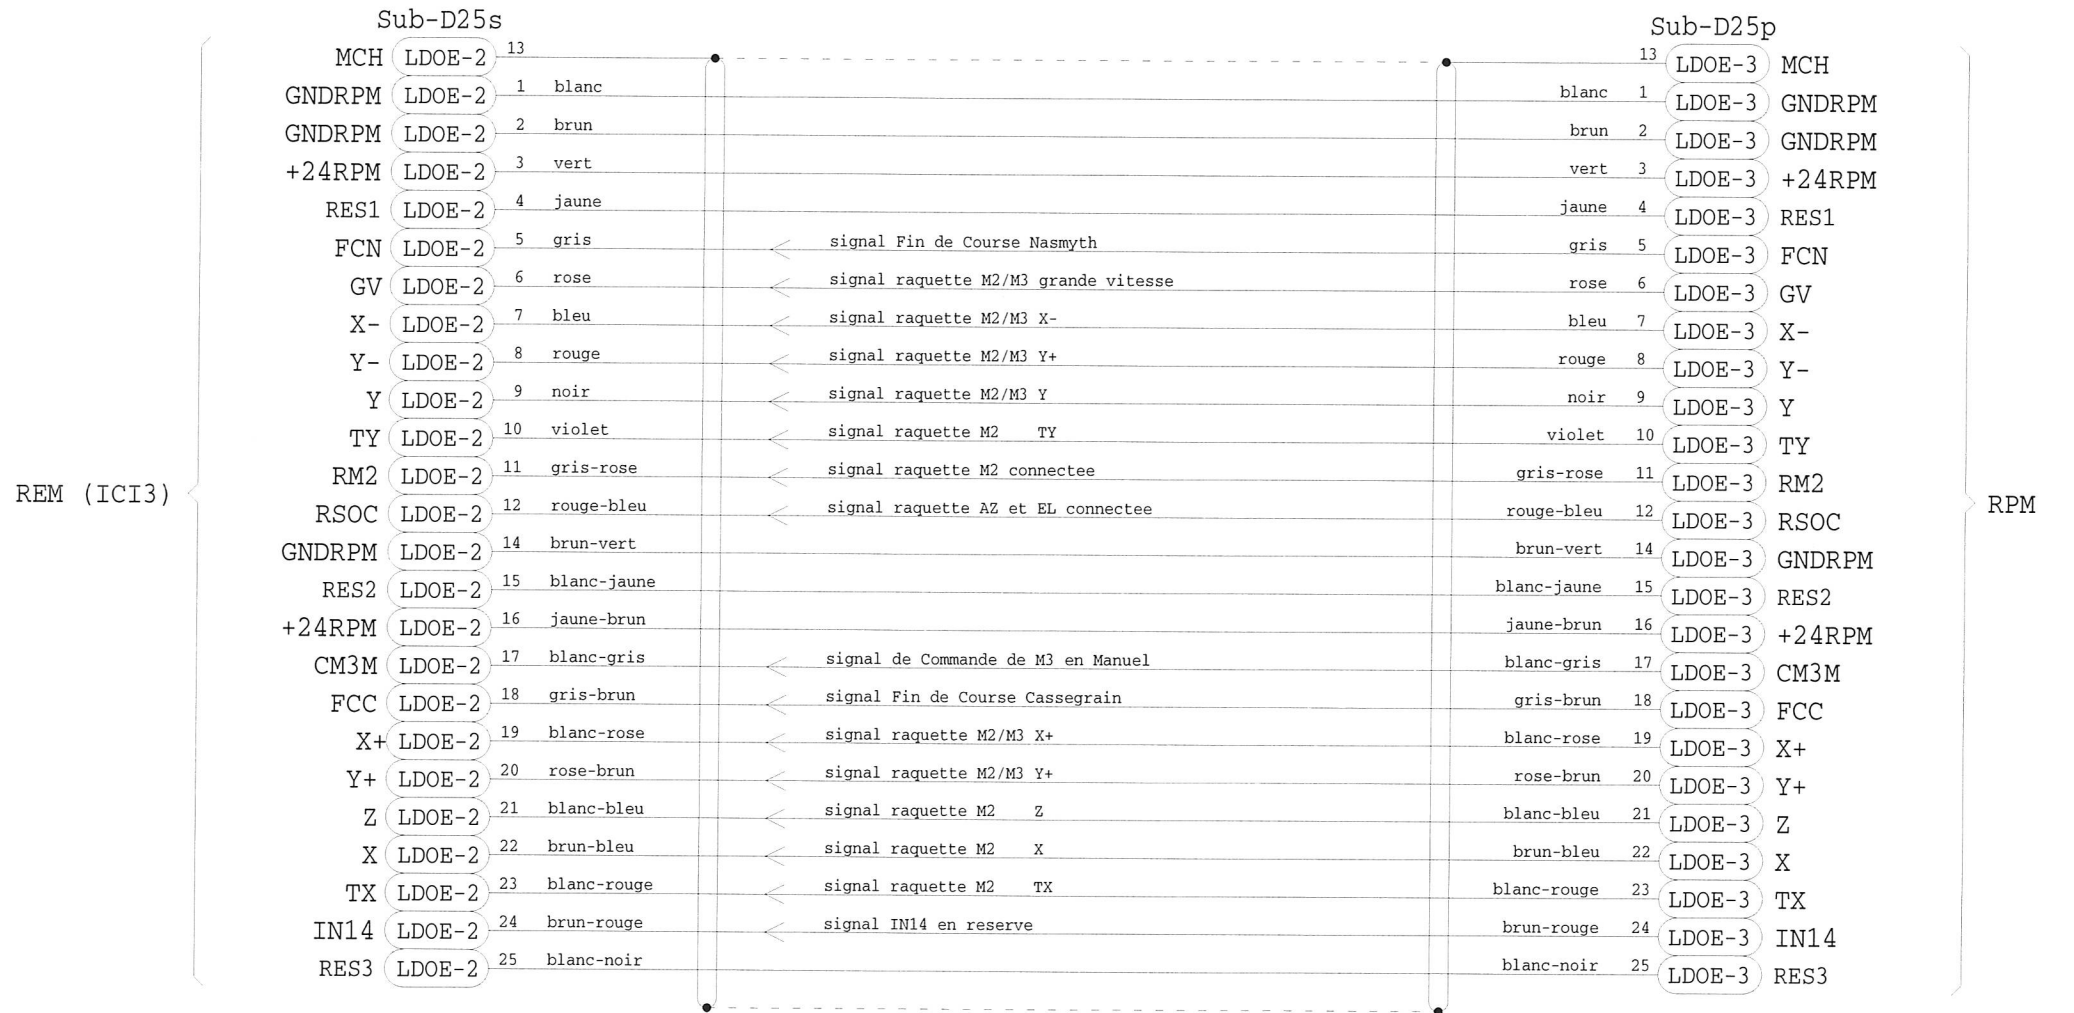 Sub-D25s Sub-D25p
MCH LDOE-2 13 13 LDOE-3 MCH
GNDRPM LDOE-2 1 blanc blanc 1 LDOE-3 GNDRPM
GNDRPM LDOE-2 2 brun brun 2 LDOE-3 GNDRPM
+24RPM LDOE-2 3 vert vert 3 LDOE-3 +24RPM
RES1 LDOE-2 4 jaune jaune 4 LDOE-3 RES1
FCN LDOE-2 5 gris signal Fin de Course Nasmyth gris 5 LDOE-3 FCN
GV LDOE-2 6 rose signal raquette M2/M3 grande vitesse rose 6 LDOE-3 GV
X- LDOE-2 7 bleu signal raquette M2/M3 X- bleu 7 LDOE-3 X-
Y- LDOE-2 8 rouge signal raquette M2/M3 Y+ rouge 8 LDOE-3 Y-
Y LDOE-2 9 noir signal raquette M2/M3 Y noir 9 LDOE-3 Y
TY LDOE-2 10 violet signal raquette M2 TY violet 10 LDOE-3 TY
RM2 LDOE-2 11 gris-rose signal raquette M2 connectee gris-rose 11 LDOE-3 RM2
REM (ICI3) RPM
RSOC LDOE-2 12 rouge-bleu signal raquette AZ et EL connectee rouge-bleu 12 LDOE-3 RSOC
GNDRPM LDOE-2 14 brun-vert brun-vert 14 LDOE-3 GNDRPM
RES2 LDOE-2 15 blanc-jaune blanc-jaune 15 LDOE-3 RES2
+24RPM LDOE-2 16 jaune-brun jaune-brun 16 LDOE-3 +24RPM
CM3M LDOE-2 17 blanc-gris signal de Commande de M3 en Manuel blanc-gris 17 LDOE-3 CM3M
FCC LDOE-2 18 gris-brun signal Fin de Course Cassegrain gris-brun 18 LDOE-3 FCC
X+ LDOE-2 19 blanc-rose signal raquette M2/M3 X+ blanc-rose 19 LDOE-3 X+
Y+ LDOE-2 20 rose-brun signal raquette M2/M3 Y+ rose-brun 20 LDOE-3 Y+
Z LDOE-2 21 blanc-bleu signal raquette M2 Z blanc-bleu 21 LDOE-3 Z
X LDOE-2 22 brun-bleu signal raquette M2 X brun-bleu 22 LDOE-3 X
TX LDOE-2 23 blanc-rouge signal raquette M2 TX blanc-rouge 23 LDOE-3 TX
IN14 LDOE-2 24 brun-rouge signal IN14 en reserve brun-rouge 24 LDOE-3 IN14
RES3 LDOE-2 25 blanc-noir blanc-noir 25 LDOE-3 RES3